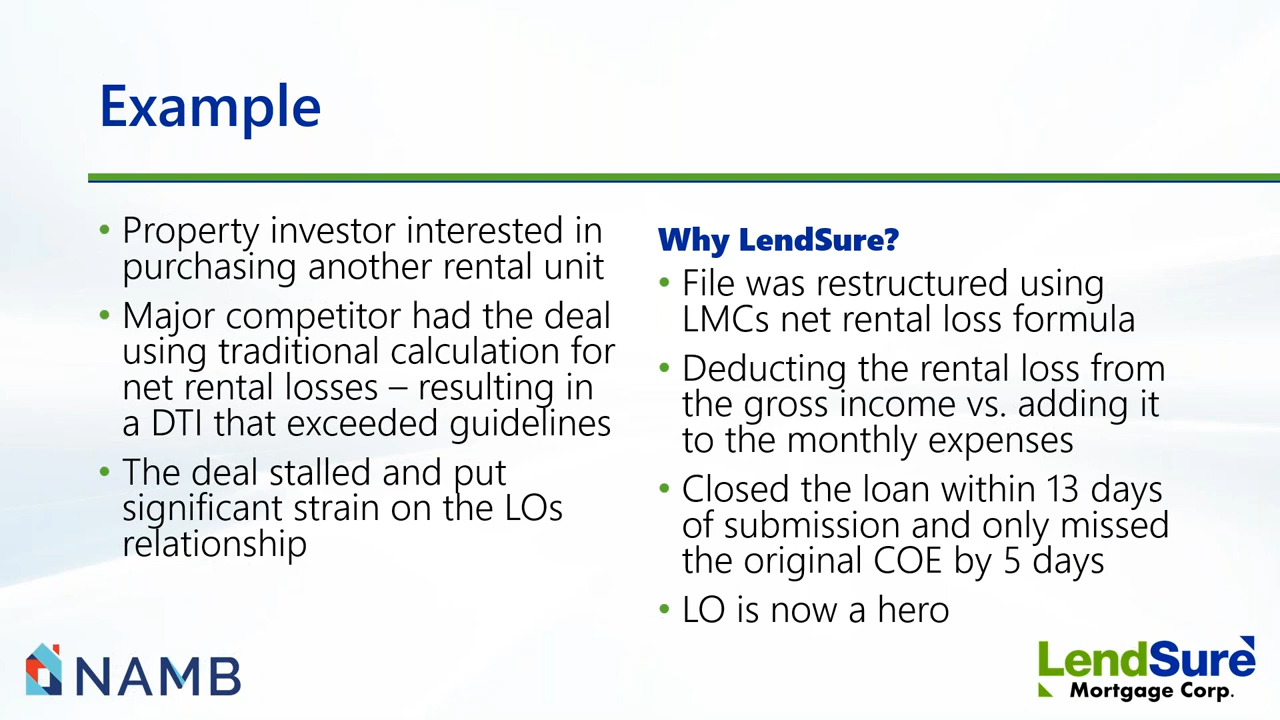 Example
• Property investor interested in
purchasing another rental unit
• Major competitor had the deal
using traditional calculation for
net rental losses – resulting in
a DTI that exceeded guidelines
• The deal stalled and put
significant strain on the LOs
relationship
Why LendSure?
• File was restructured using
LMCs net rental loss formula
• Deducting the rental loss from
the gross income vs. adding it
to the monthly expenses
• Closed the loan within 13 days
of submission and only missed
the original COE by 5 days
• LO is now a hero
NAMB
LendSure
Mortgage Corp.